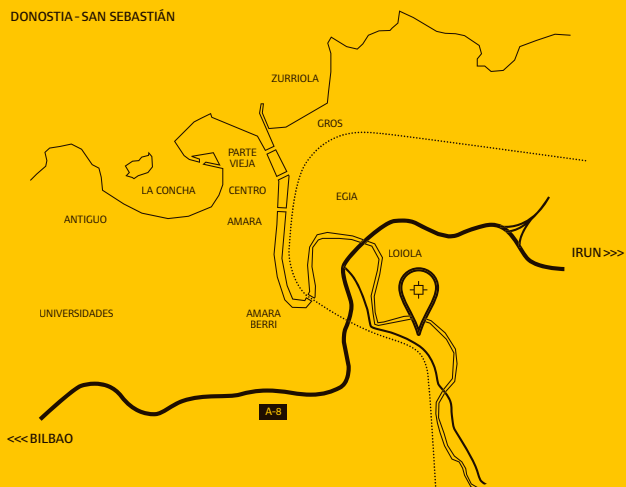 DONOSTIA - SAN SEBASTIÁN
ZURRIOLA
GROS
PARTE
VIEJA
LA CONCHA
CENTRO
EGIA
ANTIGUO
AMARA
LOIOLA
IRUN >>>
UNIVERSIDADES
AMARA
BERRI
A-8
<<< BILBAO